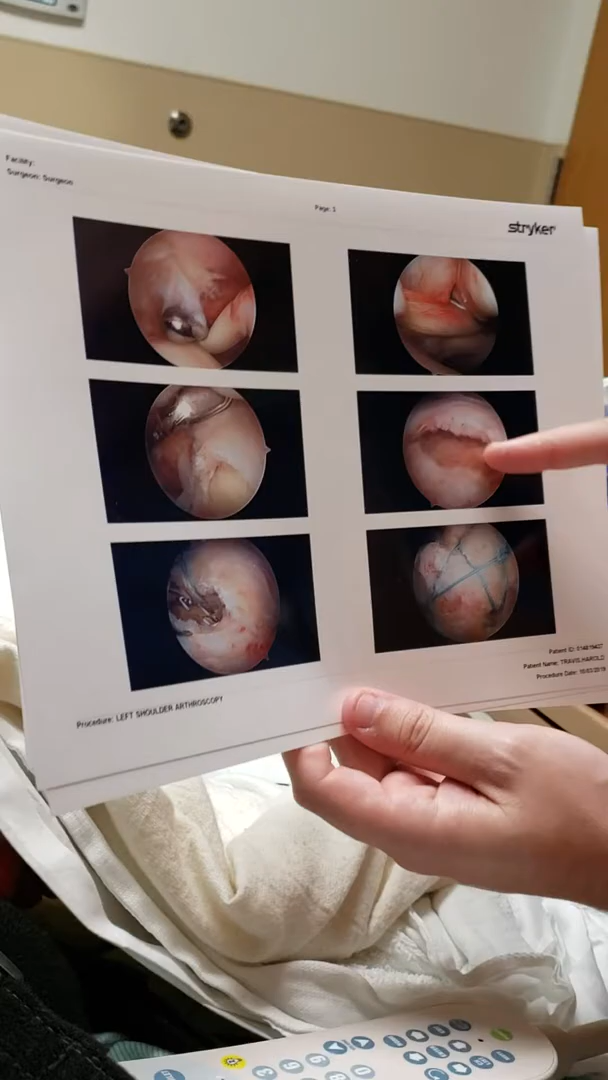 Facility:
Surgeon: Surgeon
Page: 1
stryker
Patient Name: TRAVIS, HAROLD
Patient ID:
Procedure Date:
Procedure: LEFT SHOULDER ARTHROSCOPY